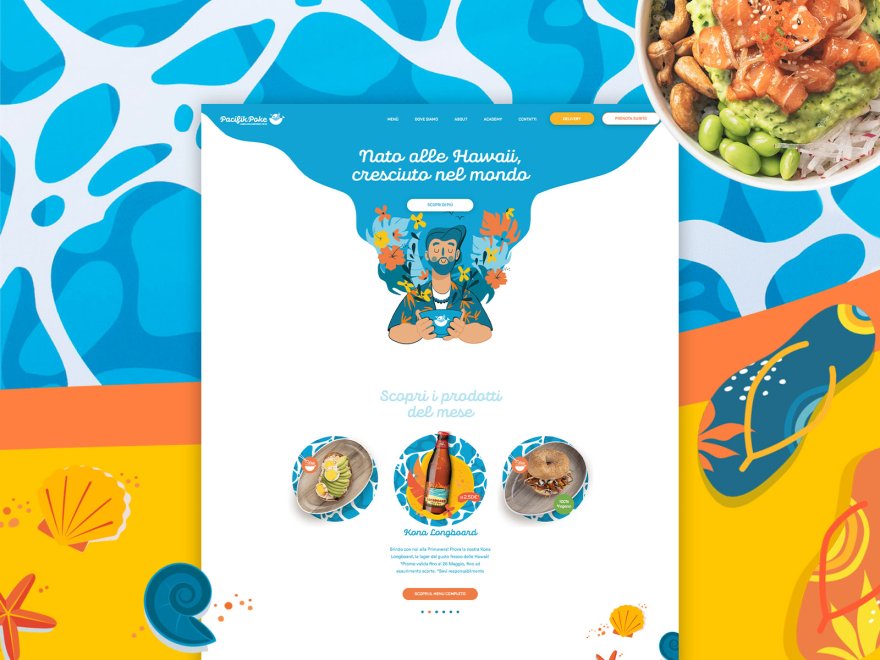 Pacifik Poke
MENÙ
DOVE SIAMO
ABOUT
ACADEMY
CONTATTI
DELIVERY
PRENOTA SUBITO
Nato alle Hawaii,
cresciuto nel mondo
SCOPRI DI PIÙ
Scopri i prodotti
del mese
a 2,50€*
100%
Vegano!
Kona Longboard
Brinda con noi alla Primavera! Prova la nostra Kona
Longboard, la lager dal gusto fresco delle Hawaii!
*Promo valida fino al 26 Maggio, fino ad
esaurimento scorte. *Bevi responsabilmente
SCOPRI IL MENU COMPLETO